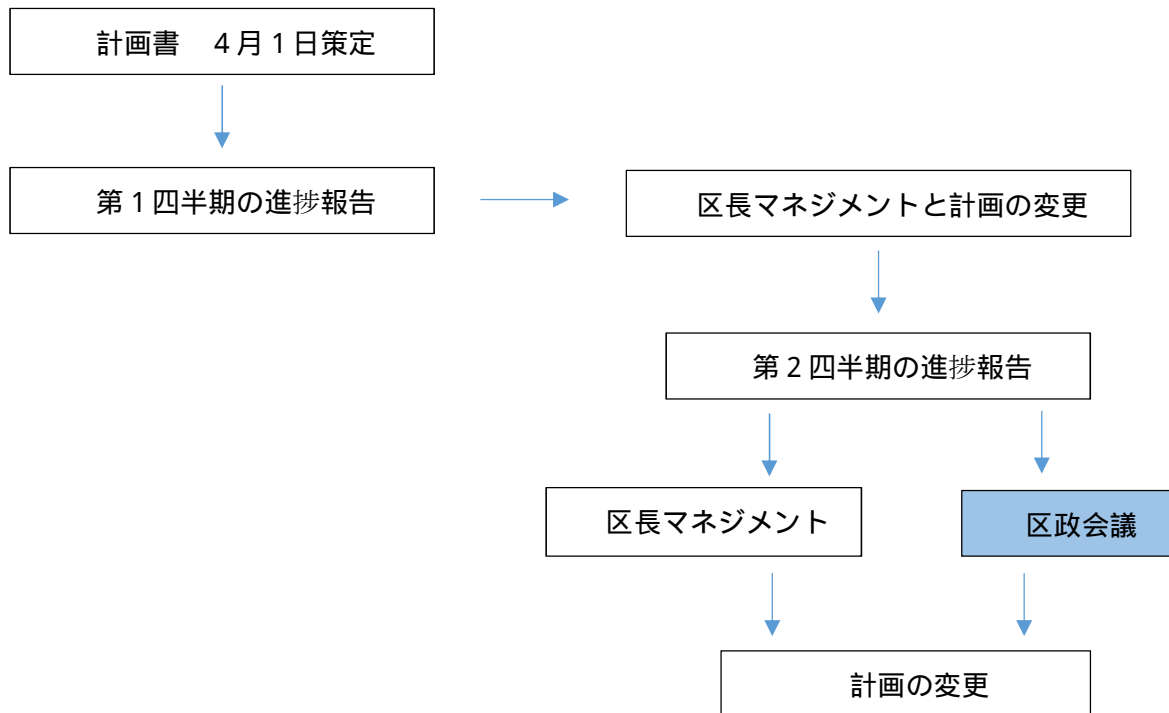 計画書　４月１日策定
第１四半期の進捗報告
区長マネジメントと計画の変更
第２四半期の進捗報告
区長マネジメント
区政会議
計画の変更